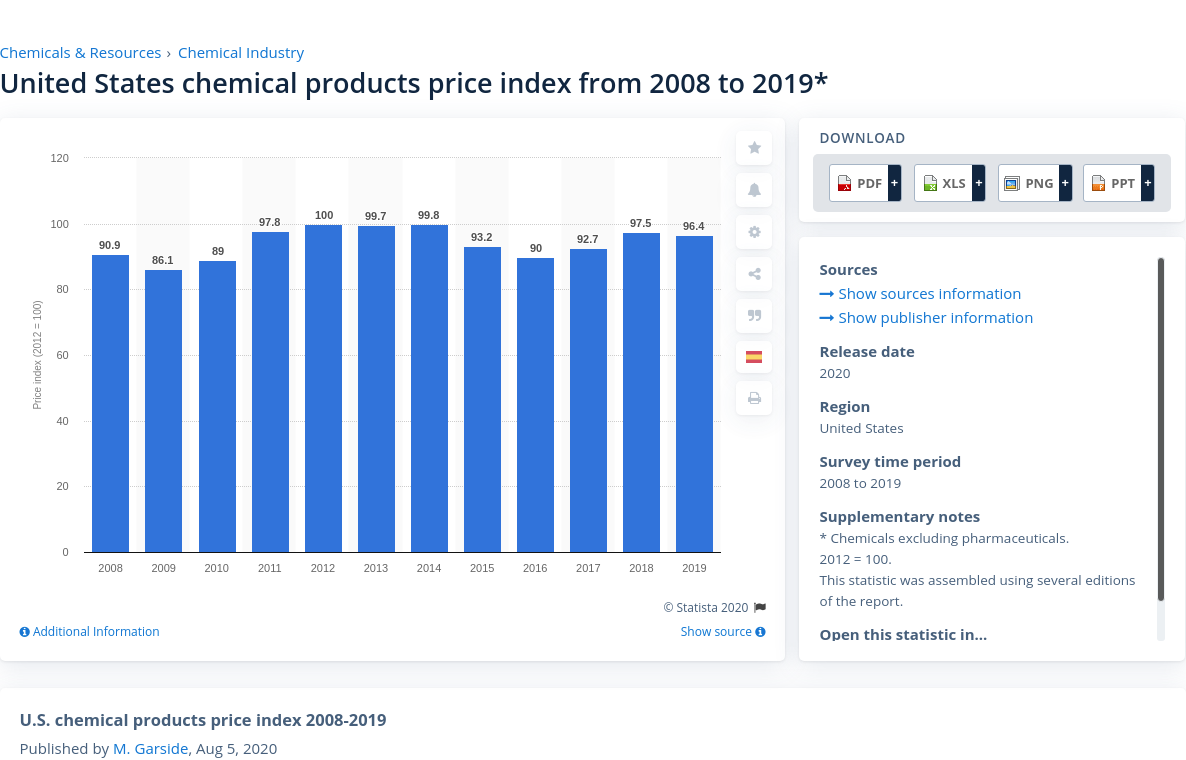 Chemicals & Resources › Chemical Industry
United States chemical products price index from 2008 to 2019*
120
100
80
60
40
20
0
Price index (2012 = 100)
90.9
86.1
89
97.8
100
99.7
99.8
93.2
90
92.7
97.5
96.4
2008 2009 2010 2011 2012 2013 2014 2015 2016 2017 2018 2019
© Statista 2020
Additional Information
Show source
DOWNLOAD
PDF + XLS + PNG + PPT +
Sources
Show sources information
Show publisher information
Release date
2020
Region
United States
Survey time period
2008 to 2019
Supplementary notes
* Chemicals excluding pharmaceuticals.
2012 = 100.
This statistic was assembled using several editions
of the report.
Open this statistic in...
U.S. chemical products price index 2008-2019
Published by M. Garside, Aug 5, 2020